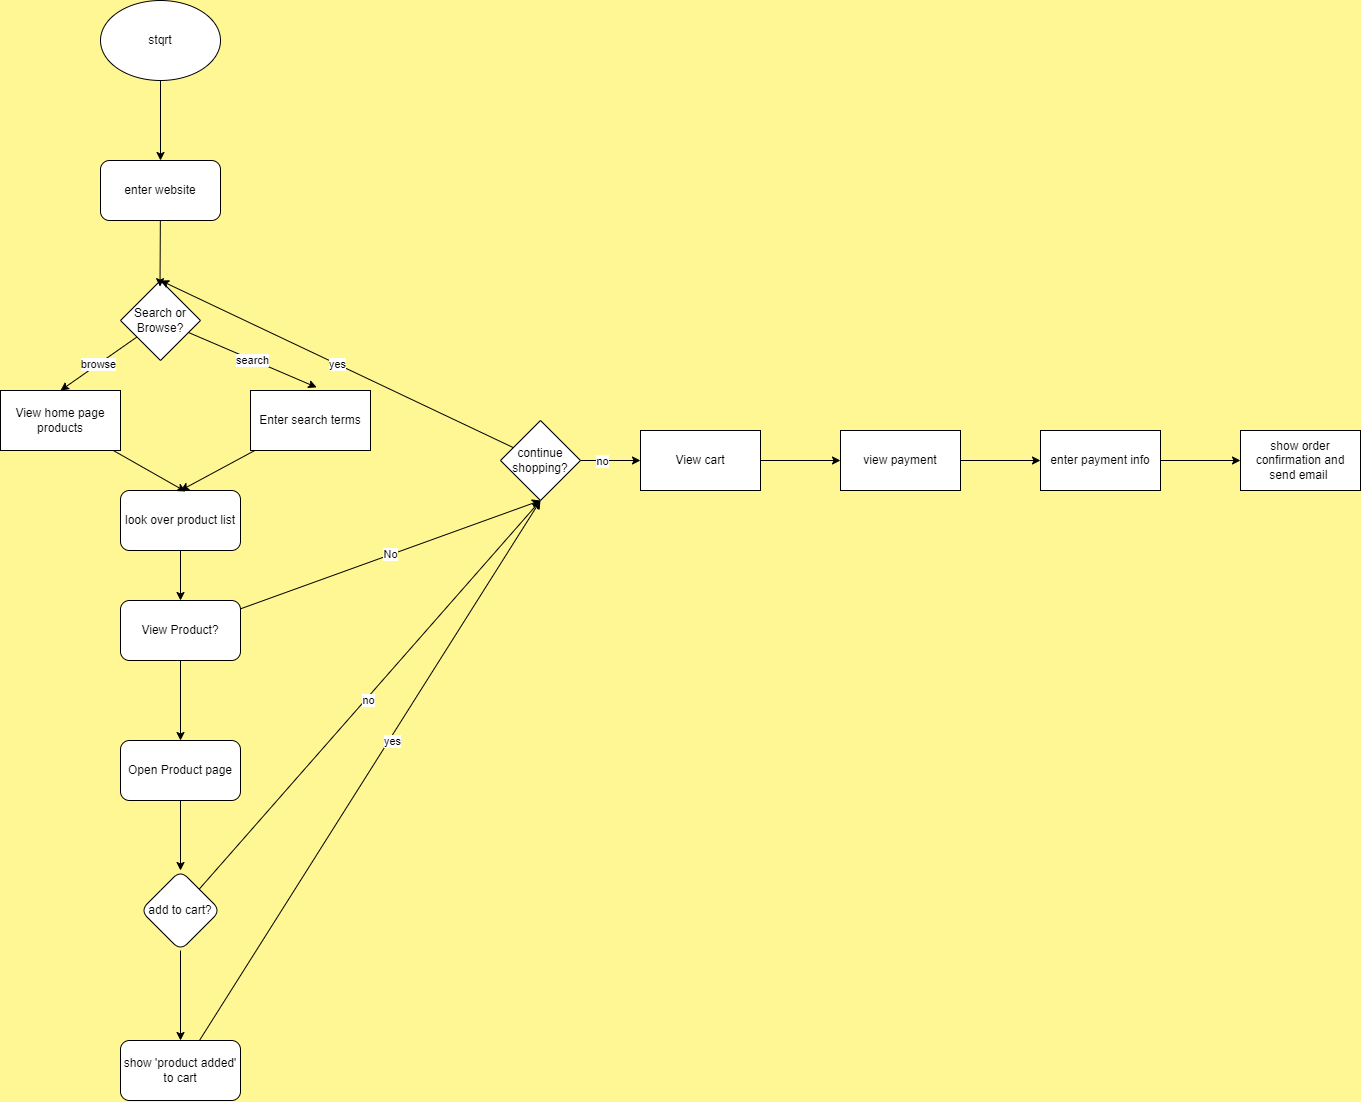 stqrt
enter website
Search or
Browse?
browse
search
yes
View home page
products
Enter search terms
continue
shopping?
no
View cart
view payment
enter payment info
show order
confirmation and
send email
look over product list
No
View Product?
no
yes
Open Product page
add to cart?
show 'product added'
to cart